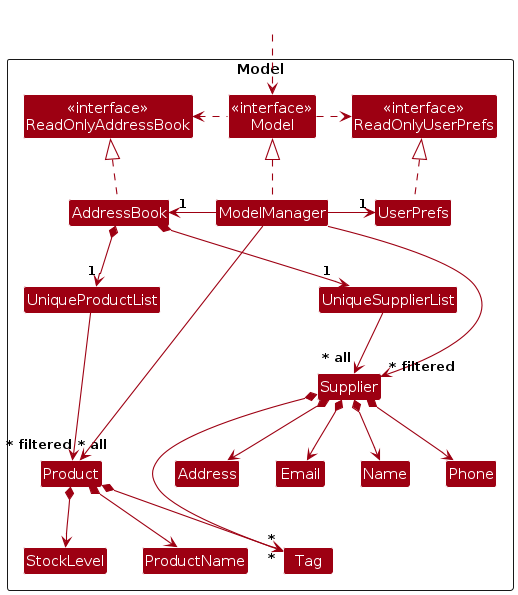 Model
«interface»
ReadOnlyAddressBook
«interface»
Model
«interface»
ReadOnlyUserPrefs
AddressBook
1
ModelManager
1
UserPrefs
1
1
UniqueProductList
UniqueSupplierList
* all
* filtered
Supplier
* filtered
* all
Product
Address
Email
Name
Phone
*
*
StockLevel
ProductName
Tag